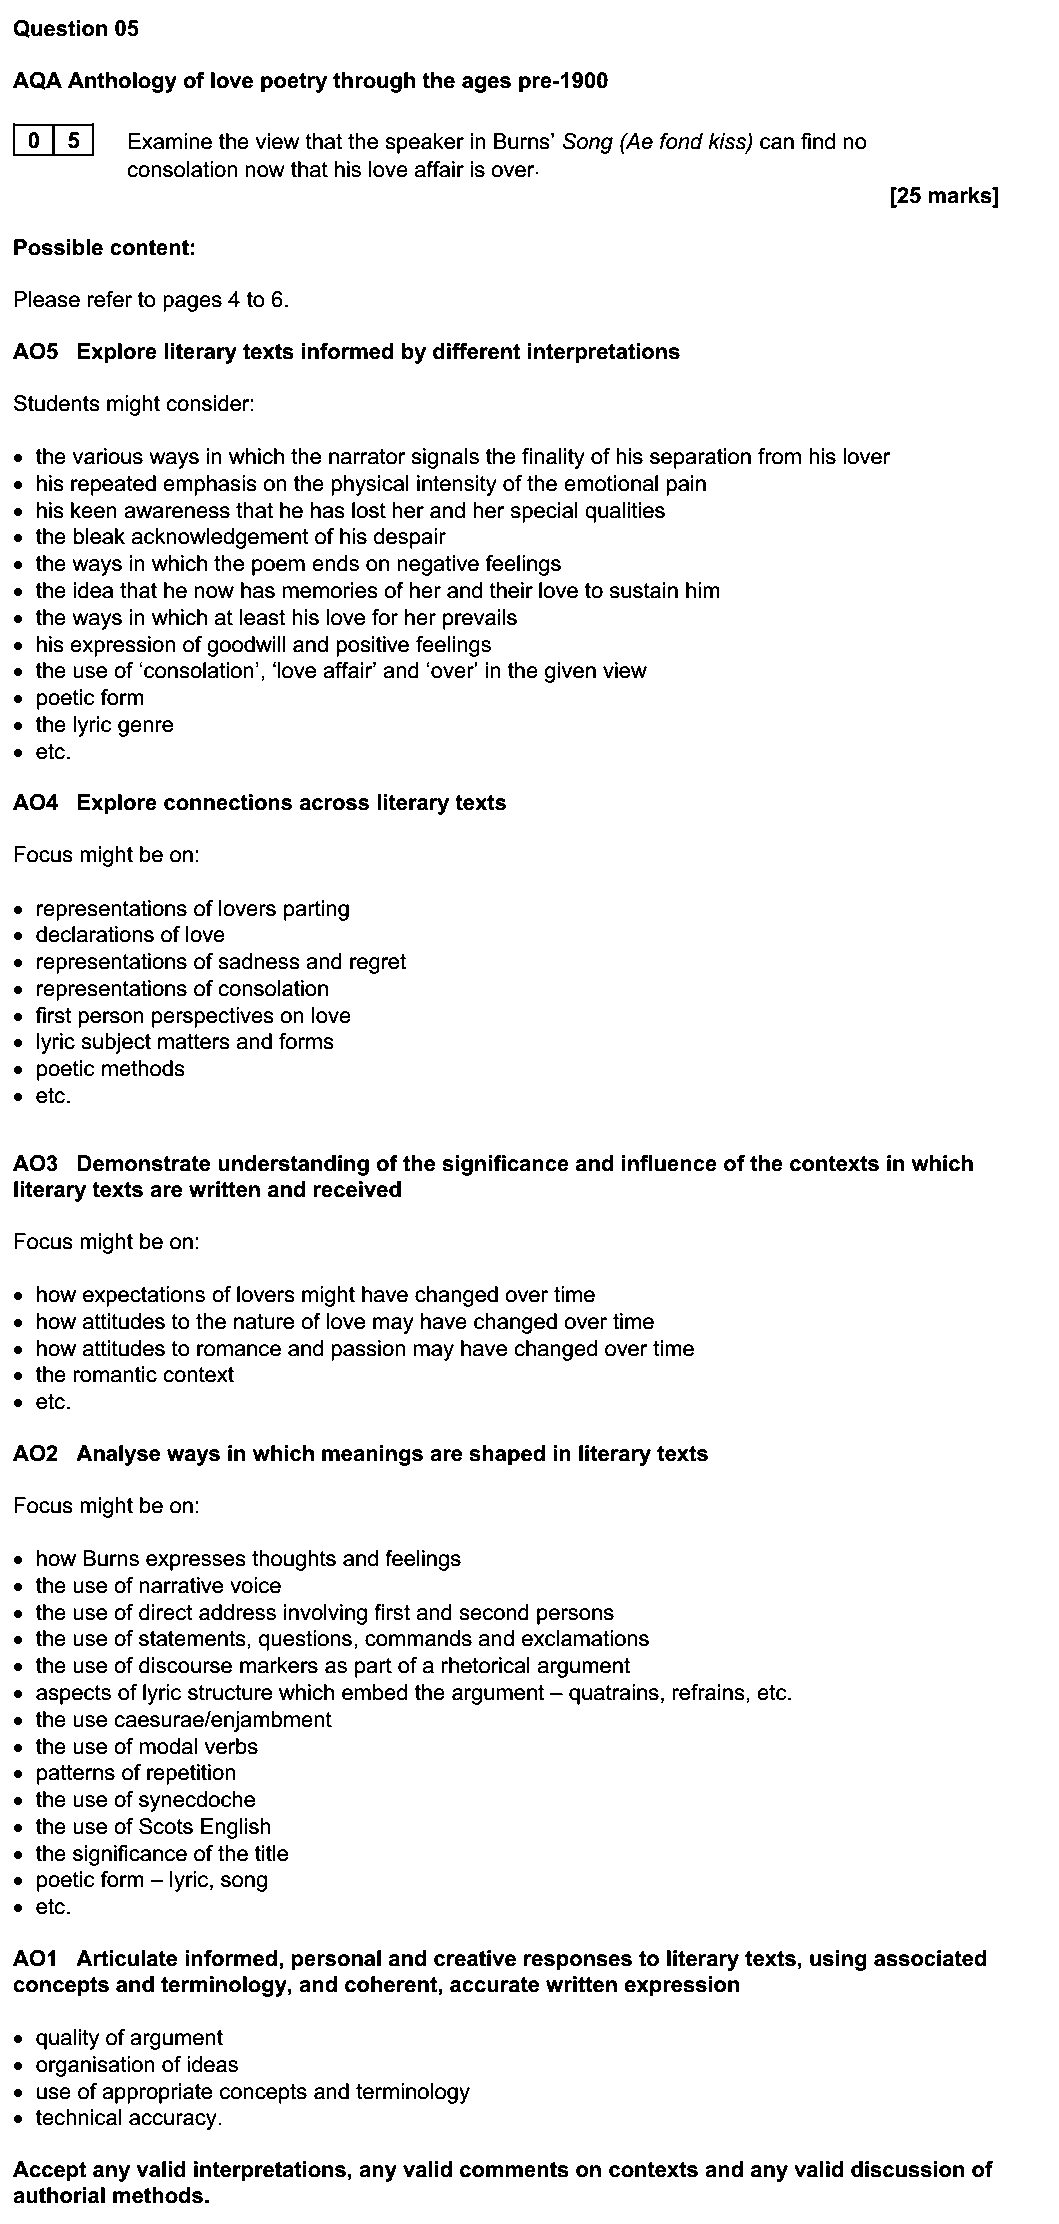 Question 05
AQA Anthology of love poetry through the ages pre-1900
0 5 Examine the view that the speaker in Burns’ Song (Ae fond kiss) can find no
consolation now that his love affair is over.
[25 marks]
Possible content:
Please refer to pages 4 to 6.
AO5 Explore literary texts informed by different interpretations
Students might consider:
• the various ways in which the narrator signals the finality of his separation from his lover
• his repeated emphasis on the physical intensity of the emotional pain
• his keen awareness that he has lost her and her special qualities
• the bleak acknowledgement of his despair
• the ways in which the poem ends on negative feelings
• the idea that he now has memories of her and their love to sustain him
• the ways in which at least his love for her prevails
• his expression of goodwill and positive feelings
• the use of ‘consolation’, ‘love affair’ and ‘over’ in the given view
• poetic form
• the lyric genre
• etc.
AO4 Explore connections across literary texts
Focus might be on:
• representations of lovers parting
• declarations of love
• representations of sadness and regret
• representations of consolation
• first person perspectives on love
• lyric subject matters and forms
• poetic methods
• etc.
AO3 Demonstrate understanding of the significance and influence of the contexts in which
literary texts are written and received
Focus might be on:
• how expectations of lovers might have changed over time
• how attitudes to the nature of love may have changed over time
• how attitudes to romance and passion may have changed over time
• the romantic context
• etc.
AO2 Analyse ways in which meanings are shaped in literary texts
Focus might be on:
• how Burns expresses thoughts and feelings
• the use of narrative voice
• the use of direct address involving first and second persons
• the use of statements, questions, commands and exclamations
• the use of discourse markers as part of a rhetorical argument
• aspects of lyric structure which embed the argument – quatrains, refrains, etc.
• the use caesurae/enjambment
• the use of modal verbs
• patterns of repetition
• the use of synecdoche
• the use of Scots English
• the significance of the title
• poetic form – lyric, song
• etc.
AO1 Articulate informed, personal and creative responses to literary texts, using associated
concepts and terminology, and coherent, accurate written expression
• quality of argument
• organisation of ideas
• use of appropriate concepts and terminology
• technical accuracy.
Accept any valid interpretations, any valid comments on contexts and any valid discussion of
authorial methods.